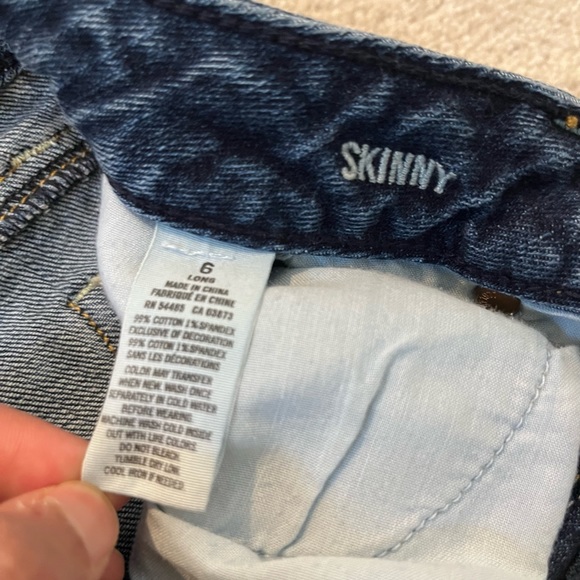 SKINNY
6
LONG
MADE IN CHINA
FABRIQUÉ EN CHINE
RN 54485 CA 03873
99% COTTON 1% SPANDEX
EXCLUSIVE OF DECORATION
99% COTTON 1% SPANDEX
SANS LES DÉCORATIONS
COLOR MAY TRANSFER
WHEN NEW. WASH ONCE
SEPARATELY IN COLD WATER
BEFORE WEARING.
MACHINE WASH COLD INSIDE
OUT WITH LIKE COLORS.
DO NOT BLEACH.
TUMBLE DRY LOW.
COOL IRON IF NEEDED.